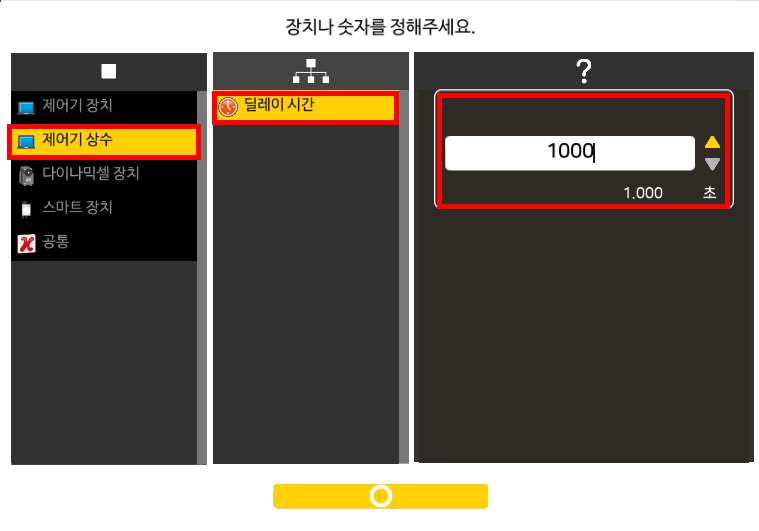 장치나 숫자를 정해주세요.
?
제어기 장치
제어기 상수
다이나믹셀 장치
스마트 장치
공통
딜레이 시간
1000
1.000 초